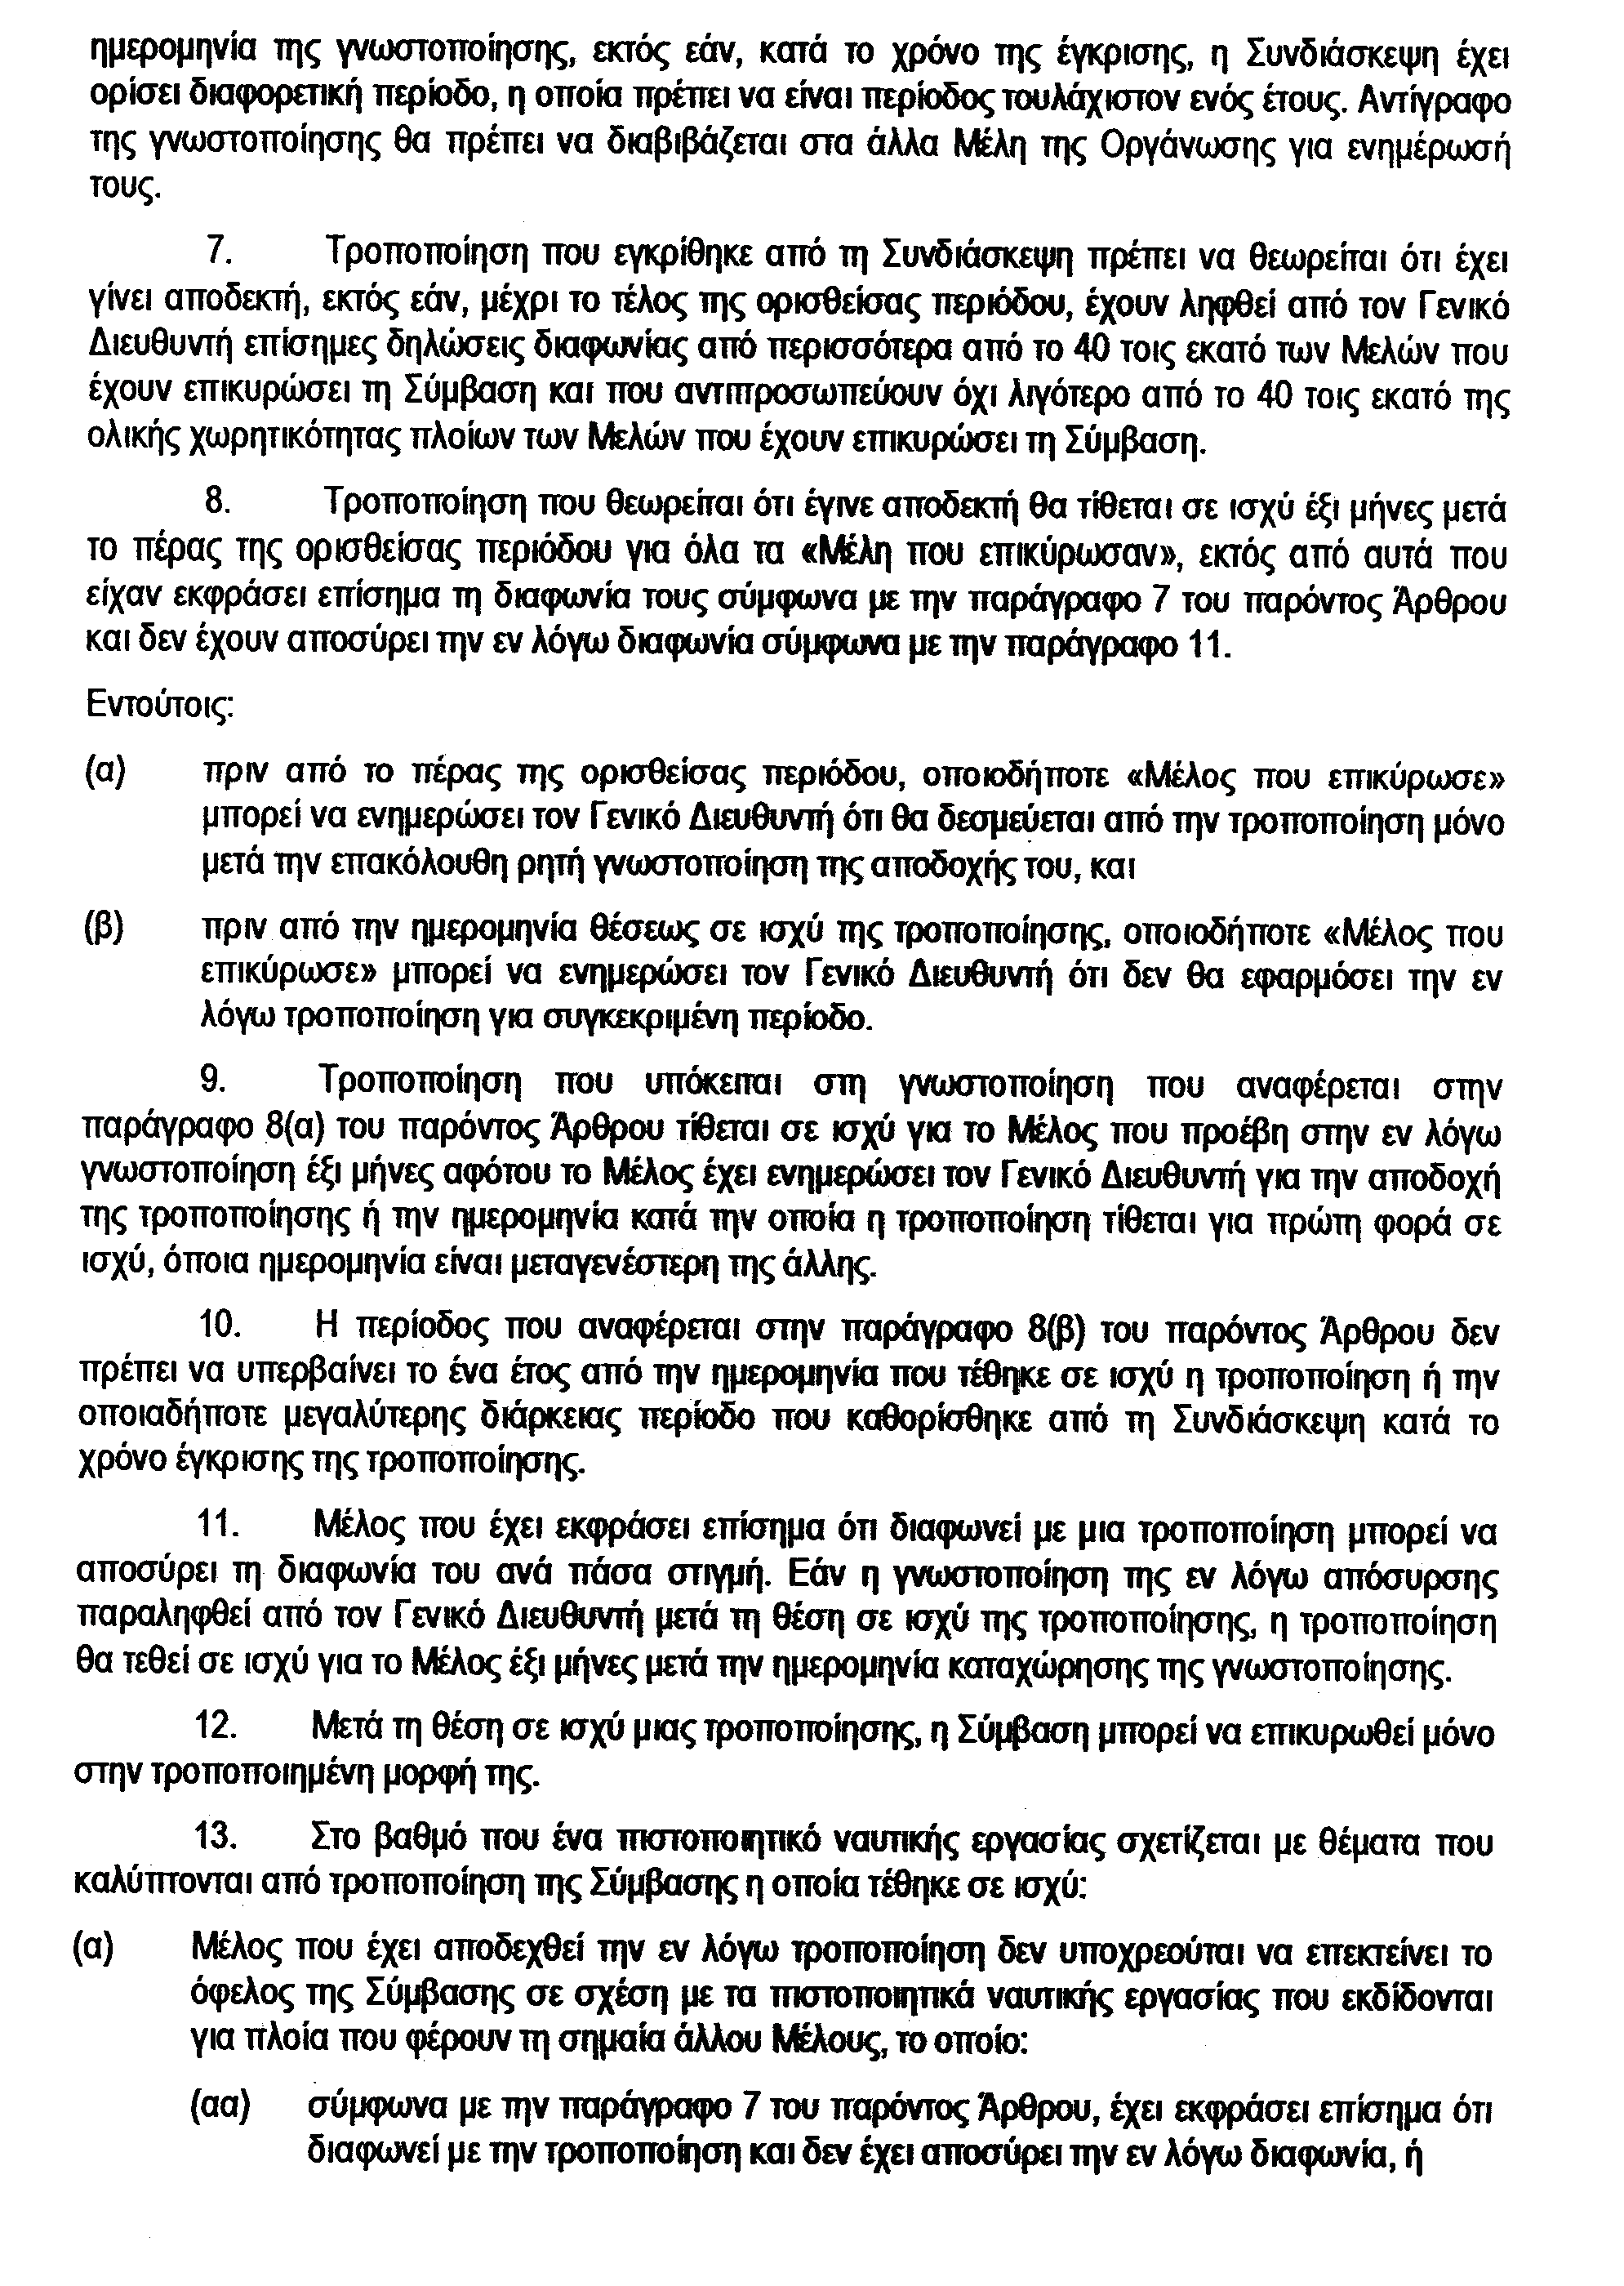 ημερομηνία της γνωστοποίησης, εκτός εάν, κατά το χρόνο της έγκρισης, η Συνδιάσκεψη έχει
ορίσει διαφορετική περίοδο, η οποία πρέπει να είναι περίοδος τουλάχιστον ενός έτους. Αντίγραφο
της γνωστοποίησης θα πρέπει να διαβιβάζεται στα άλλα Μέλη της Οργάνωσης για ενημέρωσή
τους.
7. Τροποποίηση που εγκρίθηκε από τη Συνδιάσκεψη πρέπει να θεωρείται ότι έχει
γίνει αποδεκτή, εκτός εάν, μέχρι το τέλος της ορισθείσας περιόδου, έχουν ληφθεί από τον Γενικό
Διευθυντή επίσημες δηλώσεις διαφωνίας από περισσότερα από το 40 τοις εκατό των Μελών που
έχουν επικυρώσει τη Σύμβαση και που αντιπροσωπεύουν όχι λιγότερο από το 40 τοις εκατό της
ολικής χωρητικότητας πλοίων των Μελών που έχουν επικυρώσει τη Σύμβαση.
8. Τροποποίηση που θεωρείται ότι έγινε αποδεκτή θα τίθεται σε ισχύ έξι μήνες μετά
το πέρας της ορισθείσας περιόδου για όλα τα «Μέλη που επικύρωσαν», εκτός από αυτά που
είχαν εκφράσει επίσημα τη διαφωνία τους σύμφωνα με την παράγραφο 7 του παρόντος Άρθρου
και δεν έχουν αποσύρει την εν λόγω διαφωνία σύμφωνα με την παράγραφο 11.
Εντούτοις:
(α) πριν από το πέρας της ορισθείσας περιόδου, οποιοδήποτε «Μέλος που επικύρωσε»
μπορεί να ενημερώσει τον Γενικό Διευθυντή ότι θα δεσμεύεται από την τροποποίηση μόνο
μετά την επακόλουθη ρητή γνωστοποίηση της αποδοχής του, και
(β) πριν από την ημερομηνία θέσεως σε ισχύ της τροποποίησης, οποιοδήποτε «Μέλος που
επικύρωσε» μπορεί να ενημερώσει τον Γενικό Διευθυντή ότι δεν θα εφαρμόσει την εν
λόγω τροποποίηση για συγκεκριμένη περίοδο.
9. Τροποποίηση που υπόκειται στη γνωστοποίηση που αναφέρεται στην
παράγραφο 8(α) του παρόντος Άρθρου τίθεται σε ισχύ για το Μέλος που προέβη στην εν λόγω
γνωστοποίηση έξι μήνες αφότου το Μέλος έχει ενημερώσει τον Γενικό Διευθυντή για την αποδοχή
της τροποποίησης ή την ημερομηνία κατά την οποία η τροποποίηση τίθεται για πρώτη φορά σε
ισχύ, όποια ημερομηνία είναι μεταγενέστερη της άλλης.
10. Η περίοδος που αναφέρεται στην παράγραφο 8(β) του παρόντος Άρθρου δεν
πρέπει να υπερβαίνει το ένα έτος από την ημερομηνία που τέθηκε σε ισχύ η τροποποίηση ή την
οποιαδήποτε μεγαλύτερης διάρκειας περίοδο που καθορίσθηκε από τη Συνδιάσκεψη κατά το
χρόνο έγκρισης της τροποποίησης.
11. Μέλος που έχει εκφράσει επίσημα ότι διαφωνεί με μια τροποποίηση μπορεί να
αποσύρει τη διαφωνία του ανά πάσα στιγμή. Εάν η γνωστοποίηση της εν λόγω απόσυρσης
παραληφθεί από τον Γενικό Διευθυντή μετά τη θέση σε ισχύ της τροποποίησης, η τροποποίηση
θα τεθεί σε ισχύ για το Μέλος έξι μήνες μετά την ημερομηνία καταχώρησης της γνωστοποίησης.
12. Μετά τη θέση σε ισχύ μιας τροποποίησης, η Σύμβαση μπορεί να επικυρωθεί μόνο
στην τροποποιημένη μορφή της.
13. Στο βαθμό που ένα πιστοποιητικό ναυτικής εργασίας σχετίζεται με θέματα που
καλύπτονται από τροποποίηση της Σύμβασης η οποία τέθηκε σε ισχύ:
(α) Μέλος που έχει αποδεχθεί την εν λόγω τροποποίηση δεν υποχρεούται να επεκτείνει το
όφελος της Σύμβασης σε σχέση με τα πιστοποιητικά ναυτικής εργασίας που εκδίδονται
για πλοία που φέρουν τη σημαία άλλου Μέλους, το οποίο:
(αα) σύμφωνα με την παράγραφο 7 του παρόντος Άρθρου, έχει εκφράσει επίσημα ότι
διαφωνεί με την τροποποίηση και δεν έχει αποσύρει την εν λόγω διαφωνία, ή